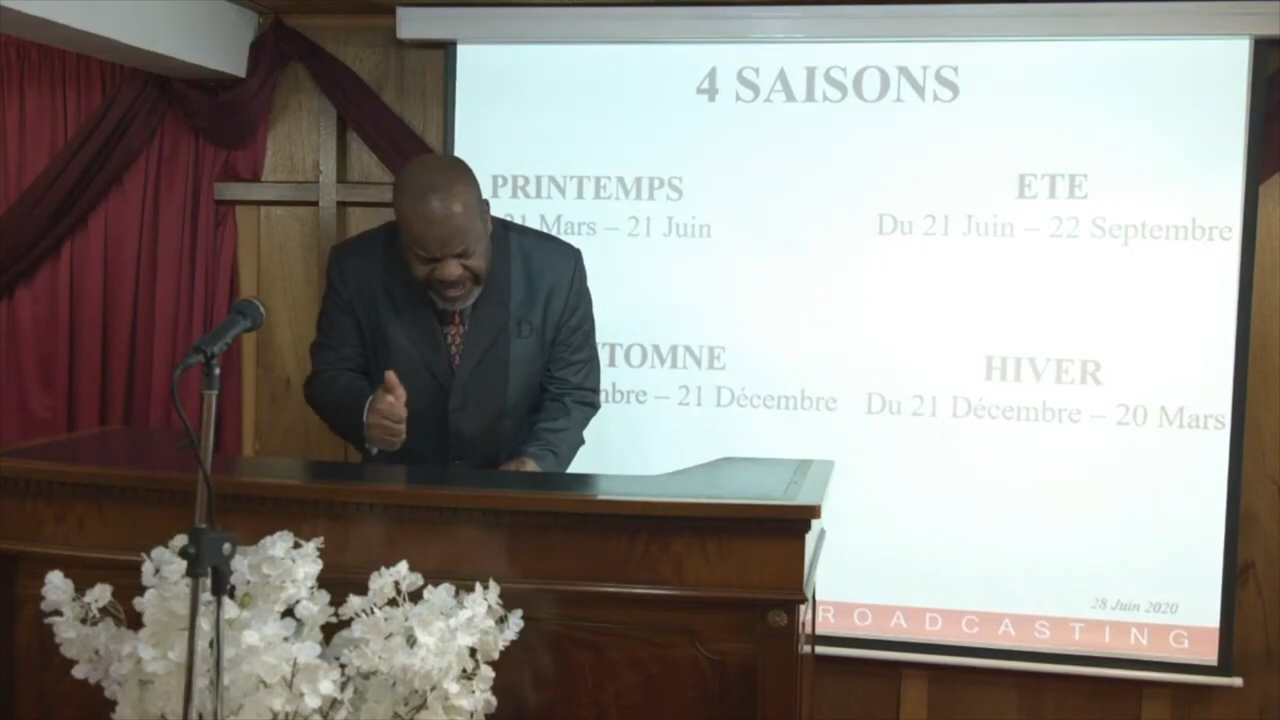 4 SAISONS
PRINTEMPS
21 Mars – 21 Juin
ETE
Du 21 Juin – 22 Septembre
TOMNE
mbre – 21 Décembre
HIVER
Du 21 Décembre – 20 Mars
28 Juin 2020
ROADCASTING